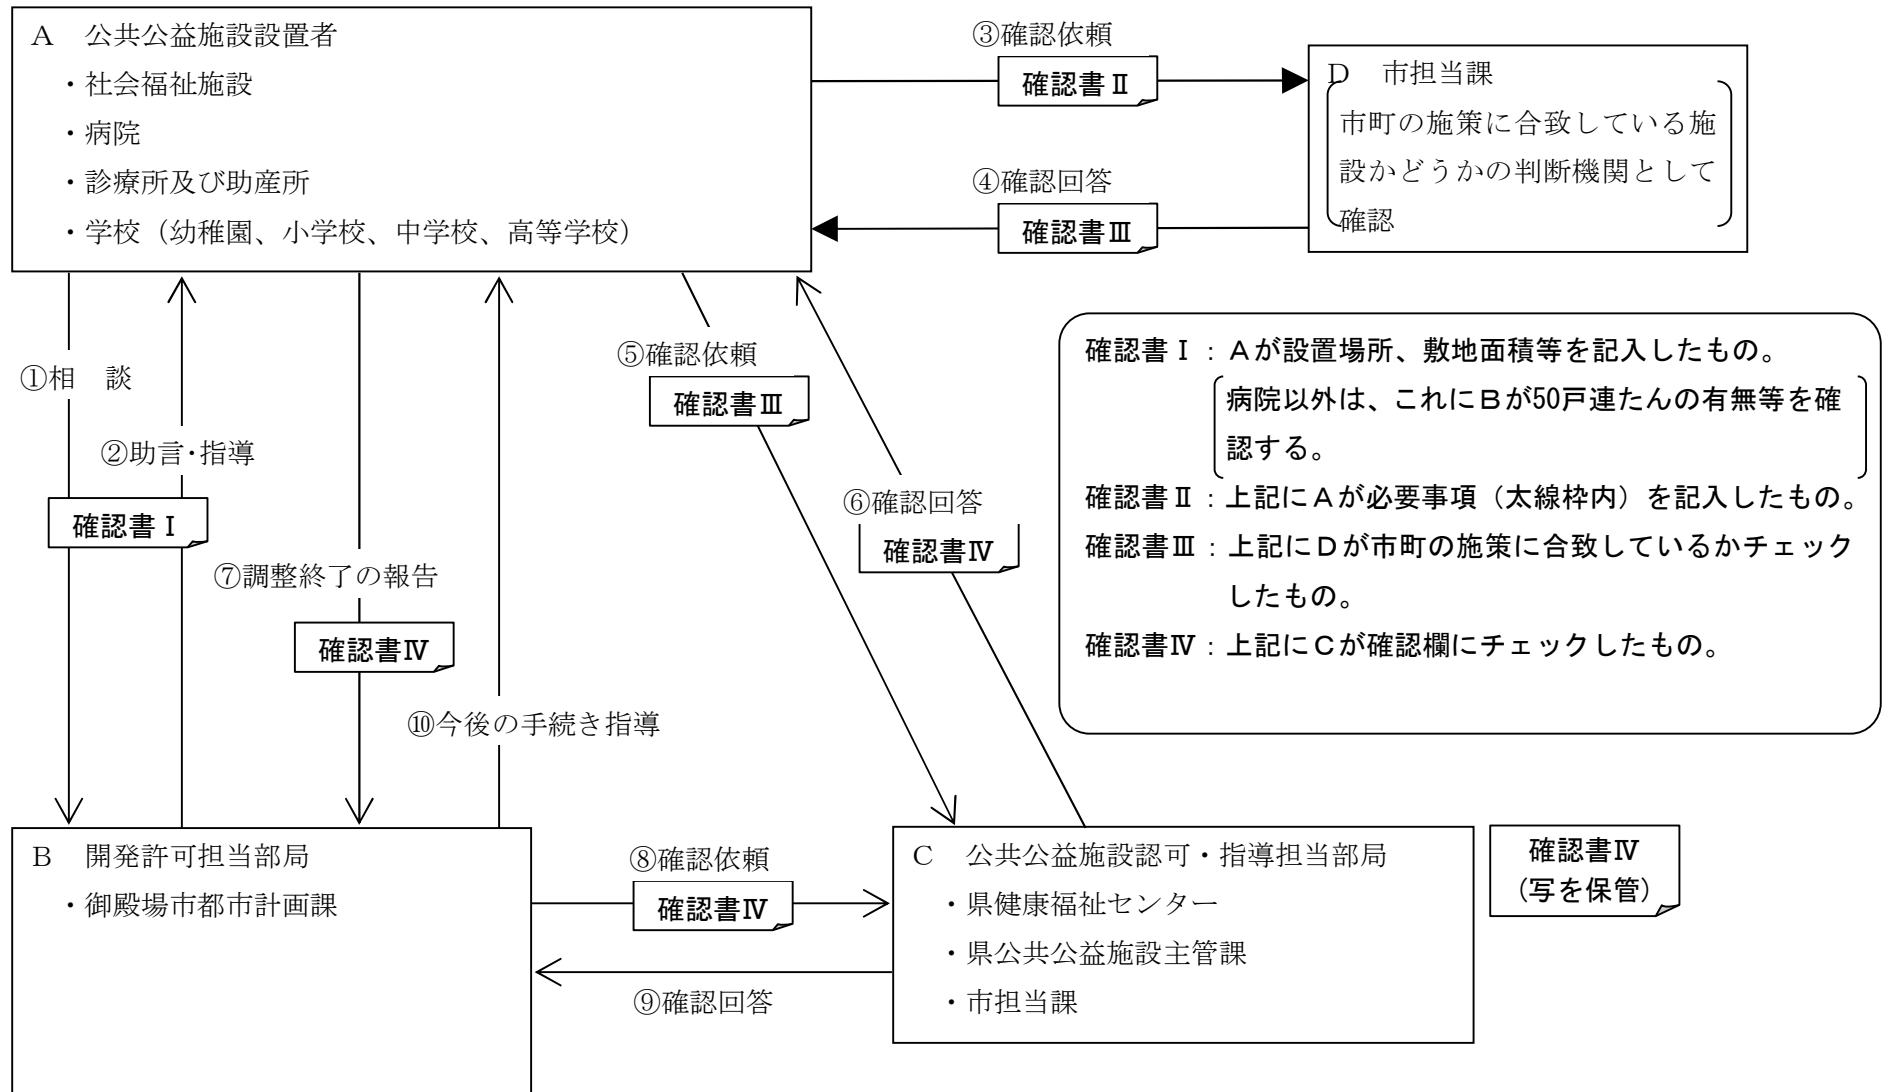 A 公共公益施設設置者
・社会福祉施設
・病院
・診療所及び助産所
・学校（幼稚園、小学校、中学校、高等学校）
③確認依頼
確認書Ⅱ
④確認回答
確認書Ⅲ
D 市担当課
市町の施策に合致している施
設かどうかの判断機関として
確認
①相 談
②助言・指導
確認書Ⅰ
⑦調整終了の報告
確認書Ⅳ
⑩今後の手続き指導
⑤確認依頼
確認書Ⅲ
⑥確認回答
確認書Ⅳ
確認書Ⅰ：Ａが設置場所、敷地面積等を記入したもの。
病院以外は、これにＢが50戸連たんの有無等を確
認する。
確認書Ⅱ：上記にＡが必要事項（太線枠内）を記入したもの。
確認書Ⅲ：上記にＤが市町の施策に合致しているかチェック
したもの。
確認書Ⅳ：上記にＣが確認欄にチェックしたもの。
B 開発許可担当部局
・御殿場市都市計画課
⑧確認依頼
確認書Ⅳ
⑨確認回答
C 公共公益施設認可・指導担当部局
・県健康福祉センター
・県公共公益施設主管課
・市担当課
確認書Ⅳ
(写を保管)